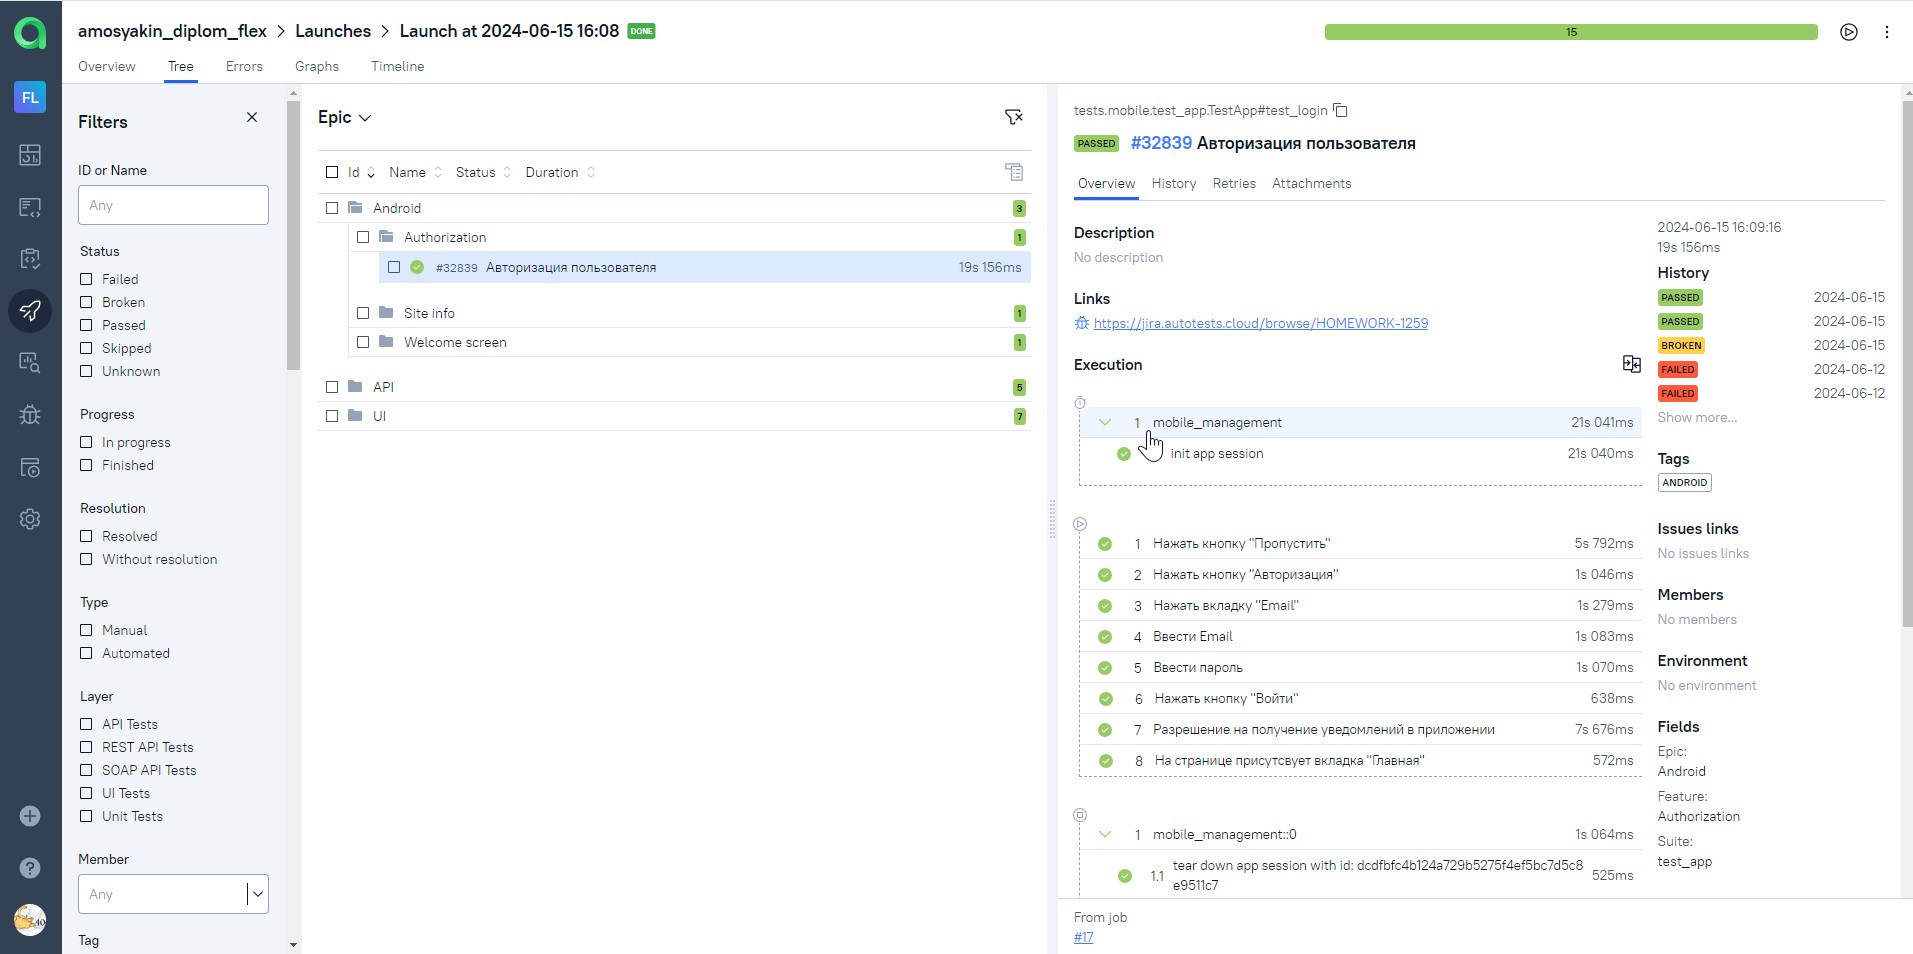 amosyakin_diplom_flex > Launches > Launch at 2024-06-15 16:08 DONE
15
Overview Tree Errors Graphs Timeline
FL
Filters
ID or Name
Any
Status
Failed
Broken
Passed
Skipped
Unknown
Progress
In progress
Finished
Resolution
Resolved
Without resolution
Type
Manual
Automated
Layer
API Tests
REST API Tests
SOAP API Tests
UI Tests
Unit Tests
Member
Any
Tag
Epic
Id Name Status Duration
Android 3
Authorization 1
#32839 Авторизация пользователя 19s 156ms
Site info 1
Welcome screen 1
API 5
UI 7
tests.mobile.test_app.TestApp#test_login
PASSED #32839 Авторизация пользователя
Overview History Retries Attachments
Description
No description
Links
https://jira.autotests.cloud/browse/HOMEWORK-1259
Execution
1 mobile_management 21s 041ms
init app session 21s 040ms
1 Нажать кнопку "Пропустить" 5s 792ms
2 Нажать кнопку "Авторизация" 1s 046ms
3 Нажать вкладку "Email" 1s 279ms
4 Ввести Email 1s 083ms
5 Ввести пароль 1s 070ms
6 Нажать кнопку "Войти" 638ms
7 Разрешение на получение уведомлений в приложении 7s 676ms
8 На странице присутсвует вкладка "Главная" 572ms
1 mobile_management::0 1s 064ms
1.1 tear down app session with id: dcdfbfc4b124a729b5275f4ef5bc7d5c8
e9511c7 525ms
2024-06-15 16:09:16
19s 156ms
History
PASSED 2024-06-15
PASSED 2024-06-15
BROKEN 2024-06-15
FAILED 2024-06-12
FAILED 2024-06-12
Show more...
Tags
ANDROID
Issues links
No issues links
Members
No members
Environment
No environment
Fields
Epic:
Android
Feature:
Authorization
Suite:
test_app
From job
#17